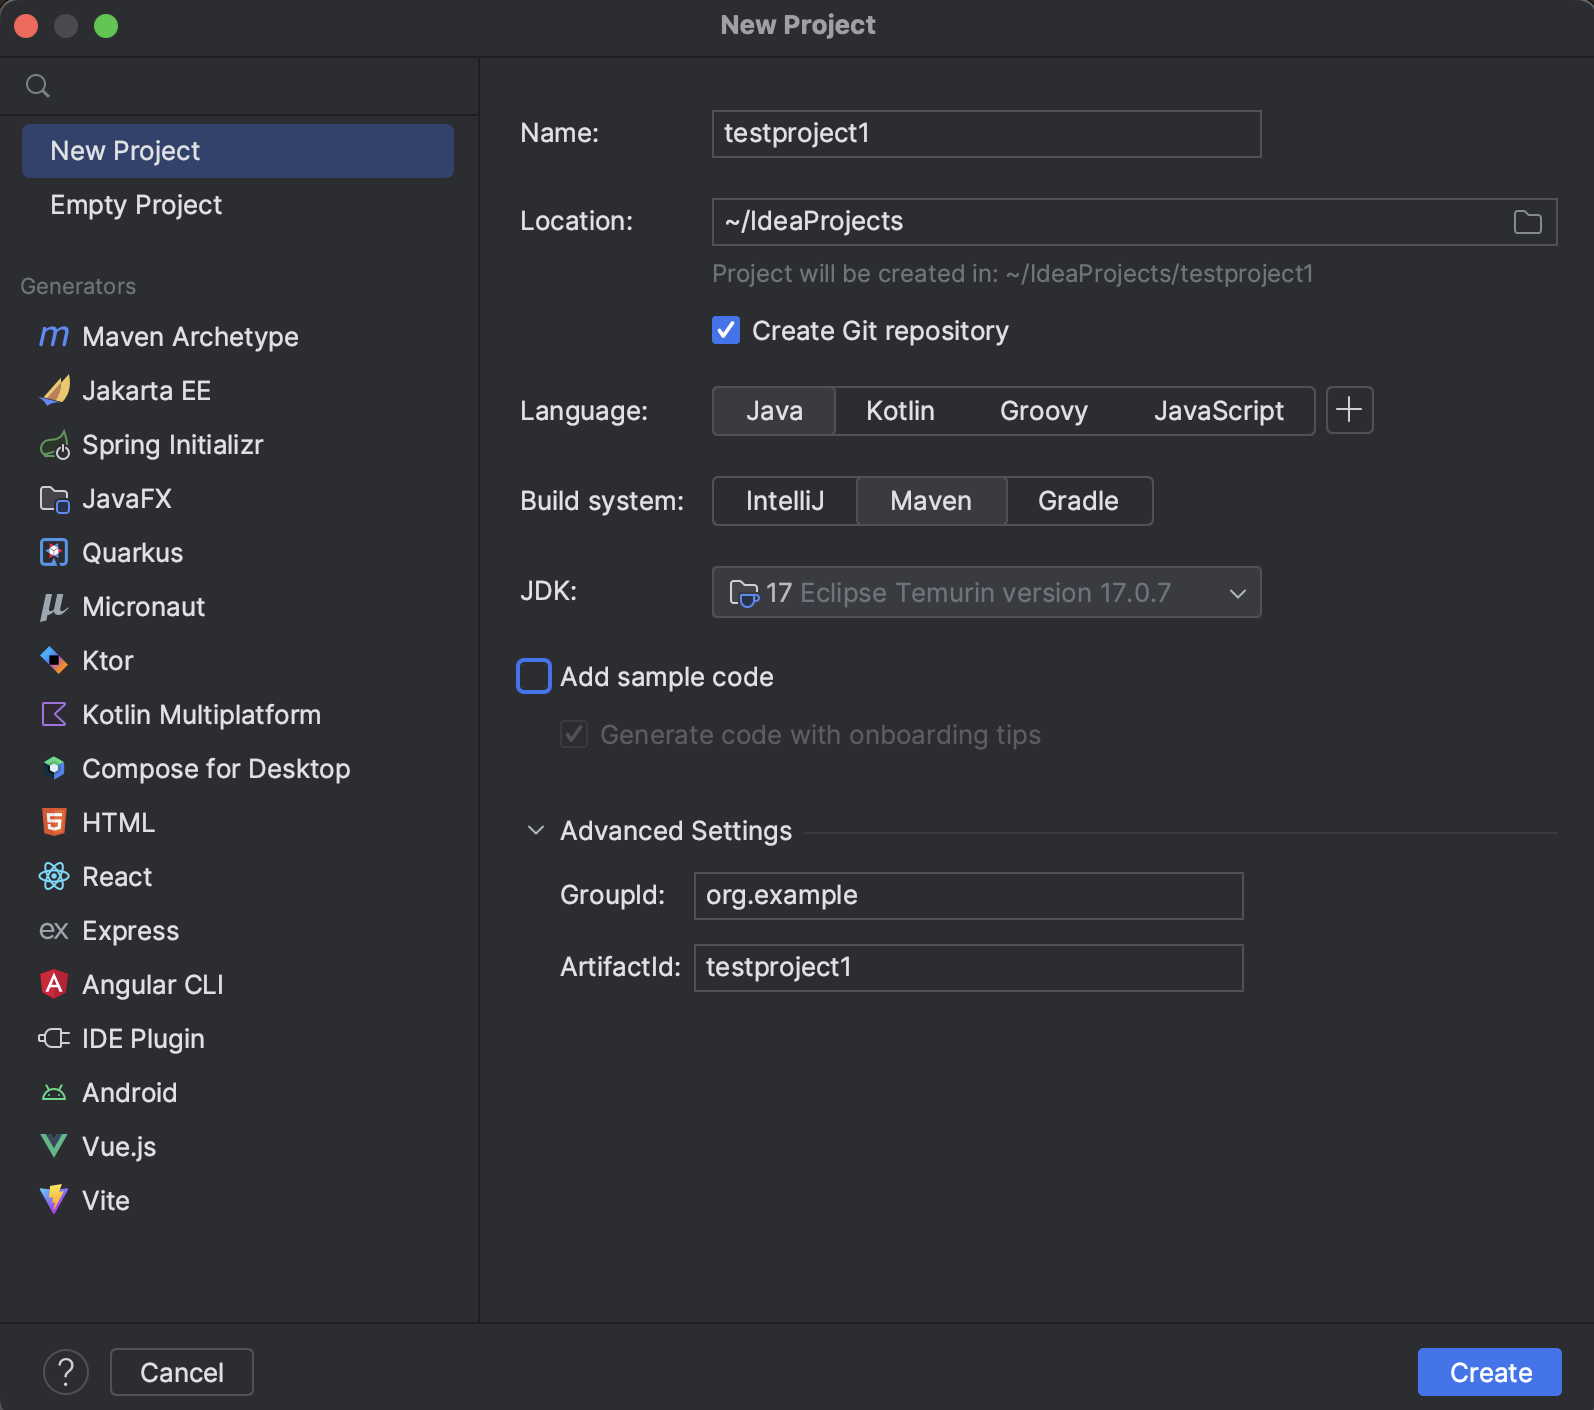 New Project
New Project
Empty Project
Generators
m Maven Archetype
Jakarta EE
Spring Initializr
JavaFX
Quarkus
μ Micronaut
Ktor
Kotlin Multiplatform
Compose for Desktop
5 HTML
React
ex Express
A Angular CLI
IDE Plugin
Android
Vue.js
Vite
Name: testproject1
Location: ~/IdeaProjects
Project will be created in: ~/IdeaProjects/testproject1
Create Git repository
Language: Java Kotlin Groovy JavaScript +
Build system: IntelliJ Maven Gradle
JDK: 17 Eclipse Temurin version 17.0.7
Add sample code
Generate code with onboarding tips
Advanced Settings
GroupId: org.example
ArtifactId: testproject1
? Cancel Create